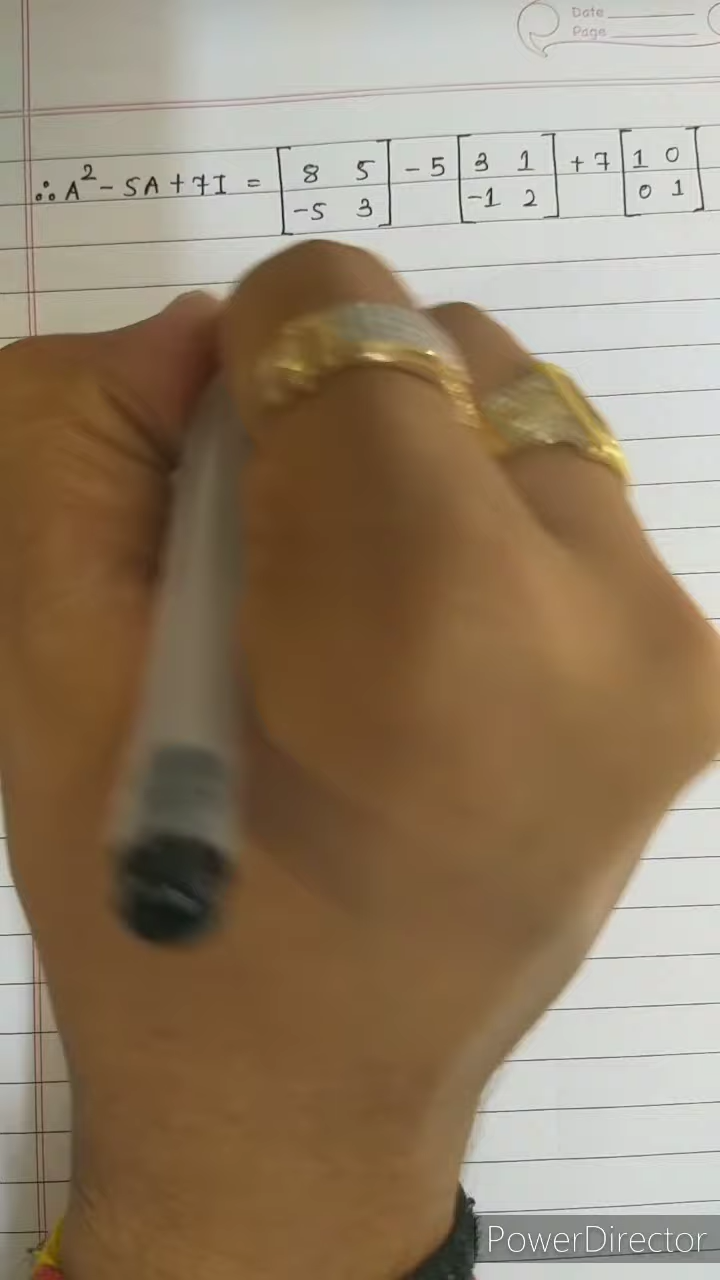 Date
Page
∴ A² - 5A + 7I = [8 5; -5 3] - 5 [3 1; -1 2] + 7 [1 0; 0 1]
PowerDirector